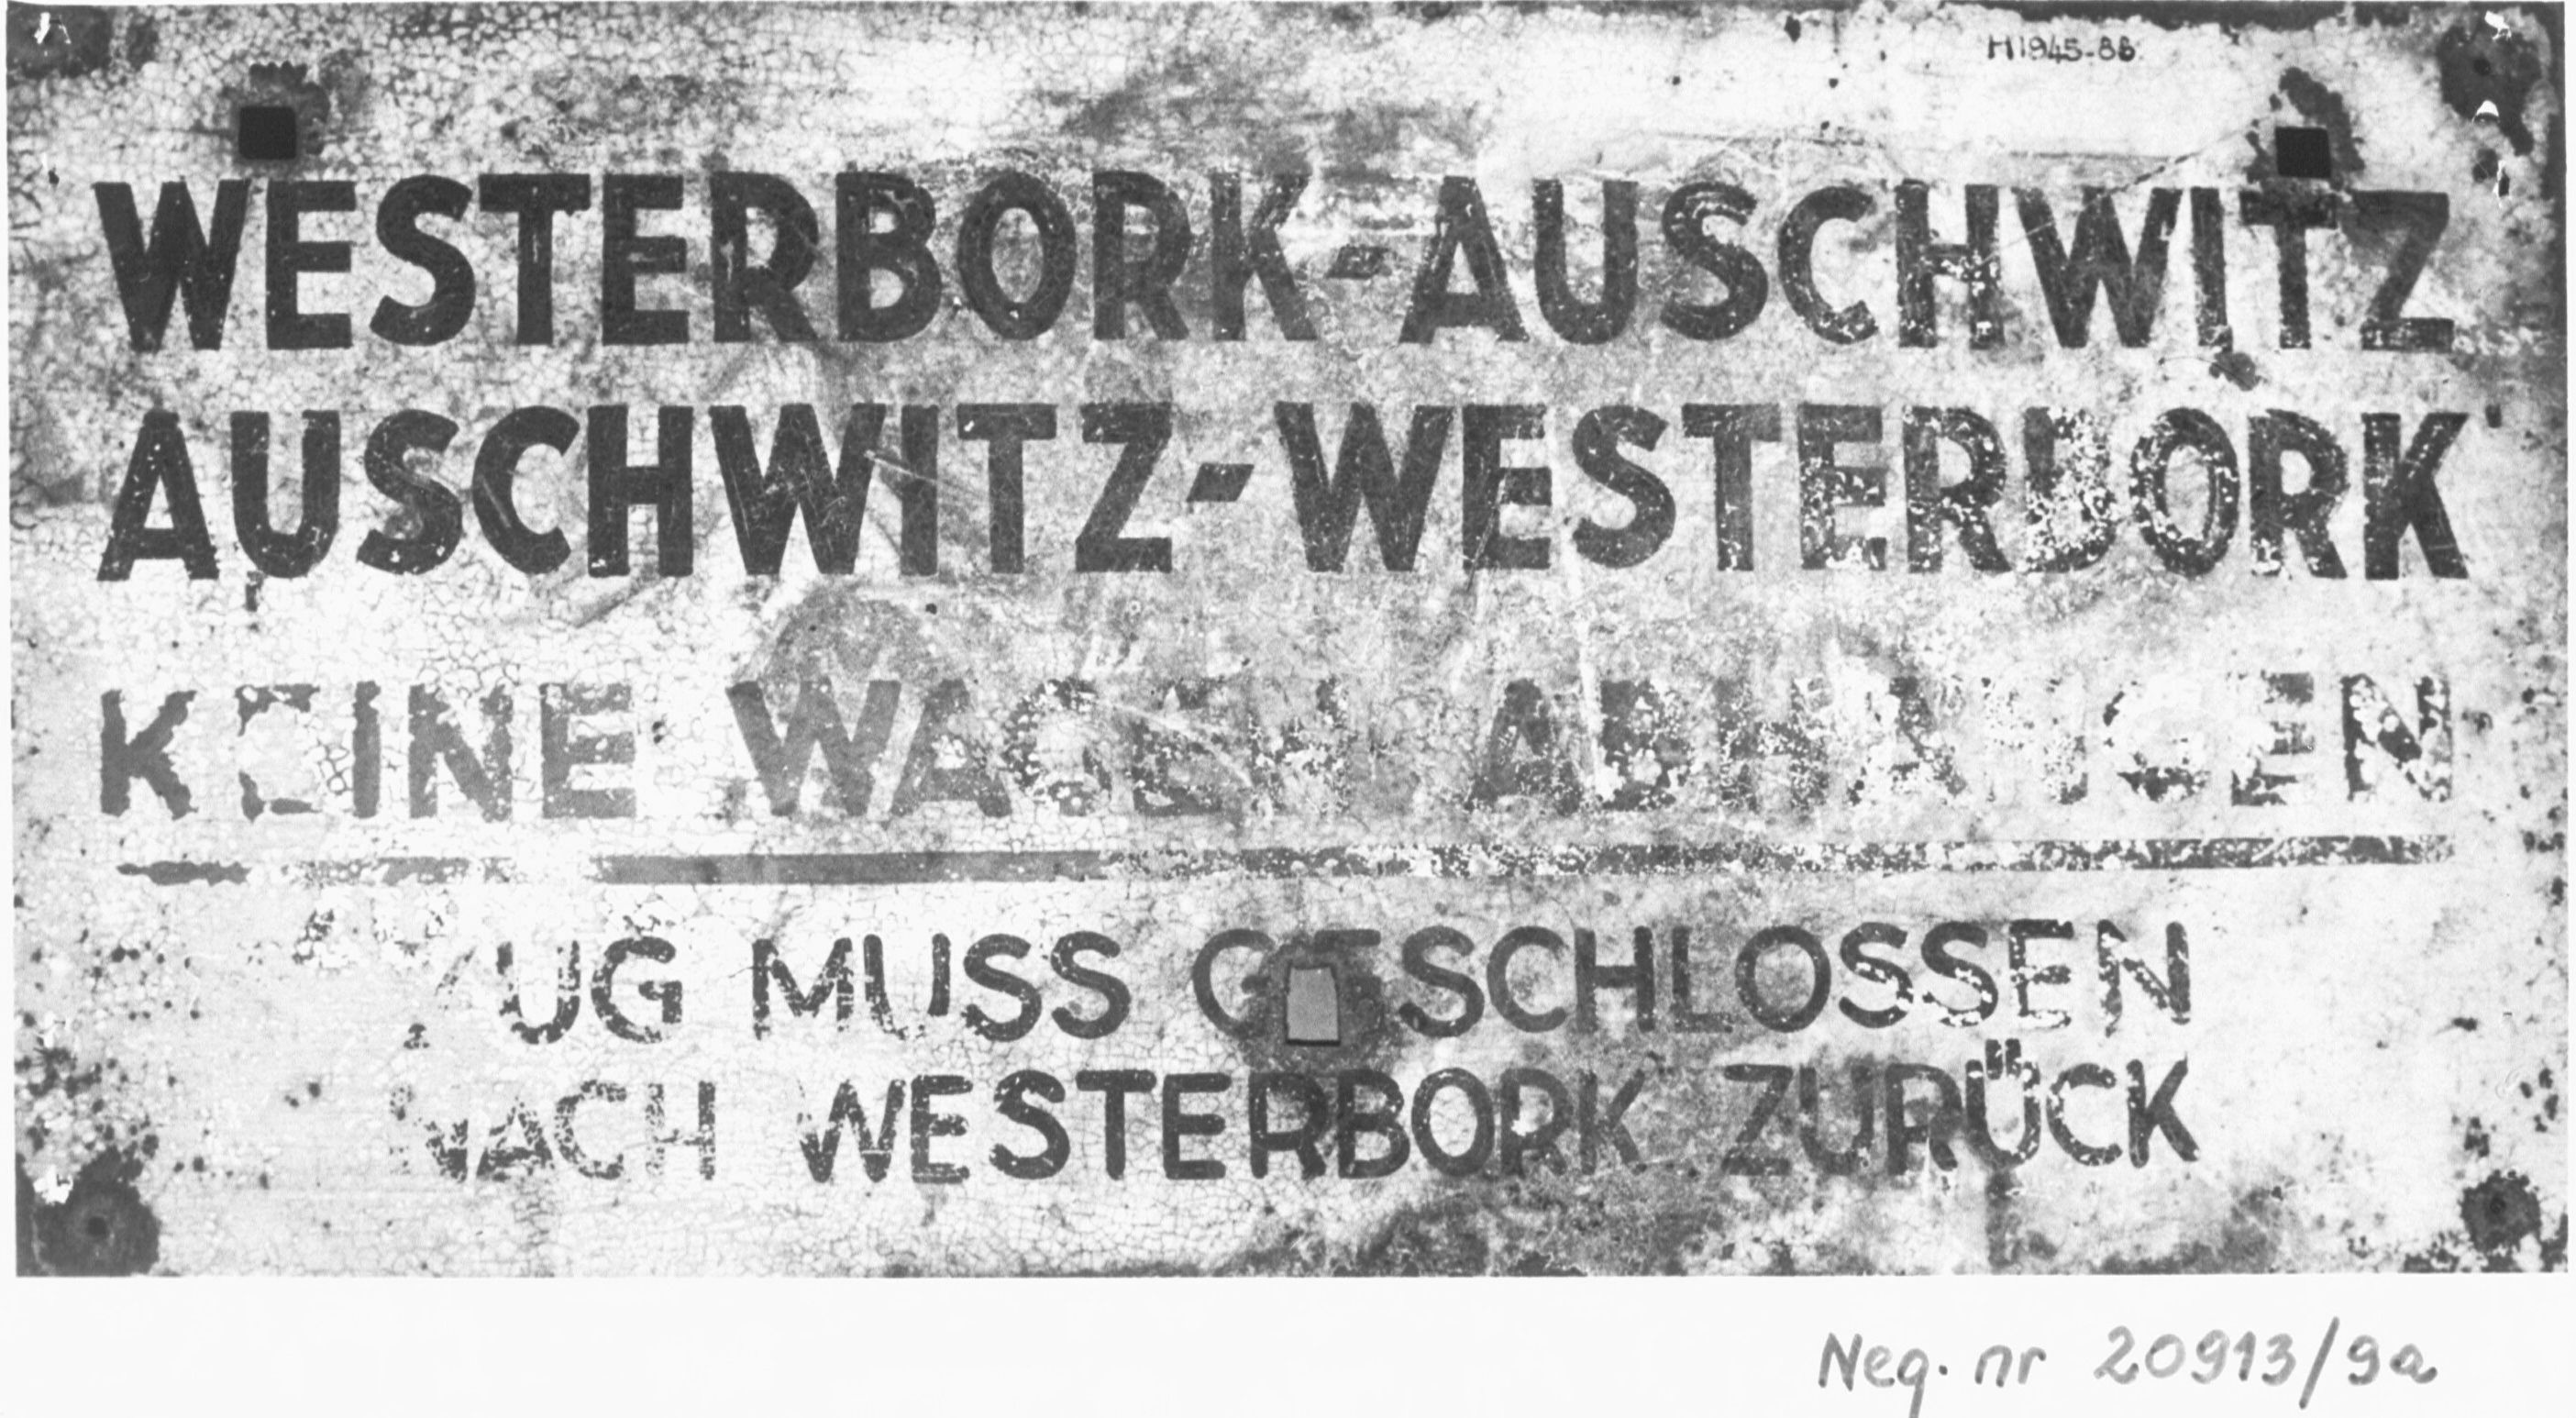 H1945-88
WESTERBORK-AUSCHWITZ
AUSCHWITZ-WESTERBORK
KEINE WAGEN ABHÄNGEN
ZUG MUSS GESCHLOSSEN
NACH WESTERBORK ZURÜCK
Neg. nr 20913/9a